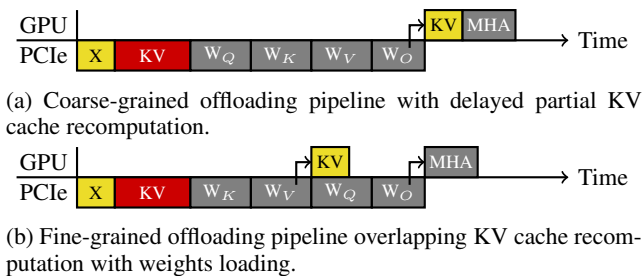 GPU KV MHA
PCIe X KV W_Q W_K W_V W_O Time
(a) Coarse-grained offloading pipeline with delayed partial KV
cache recomputation.
GPU KV MHA
PCIe X KV W_K W_V W_Q W_O Time
(b) Fine-grained offloading pipeline overlapping KV cache recom-
putation with weights loading.